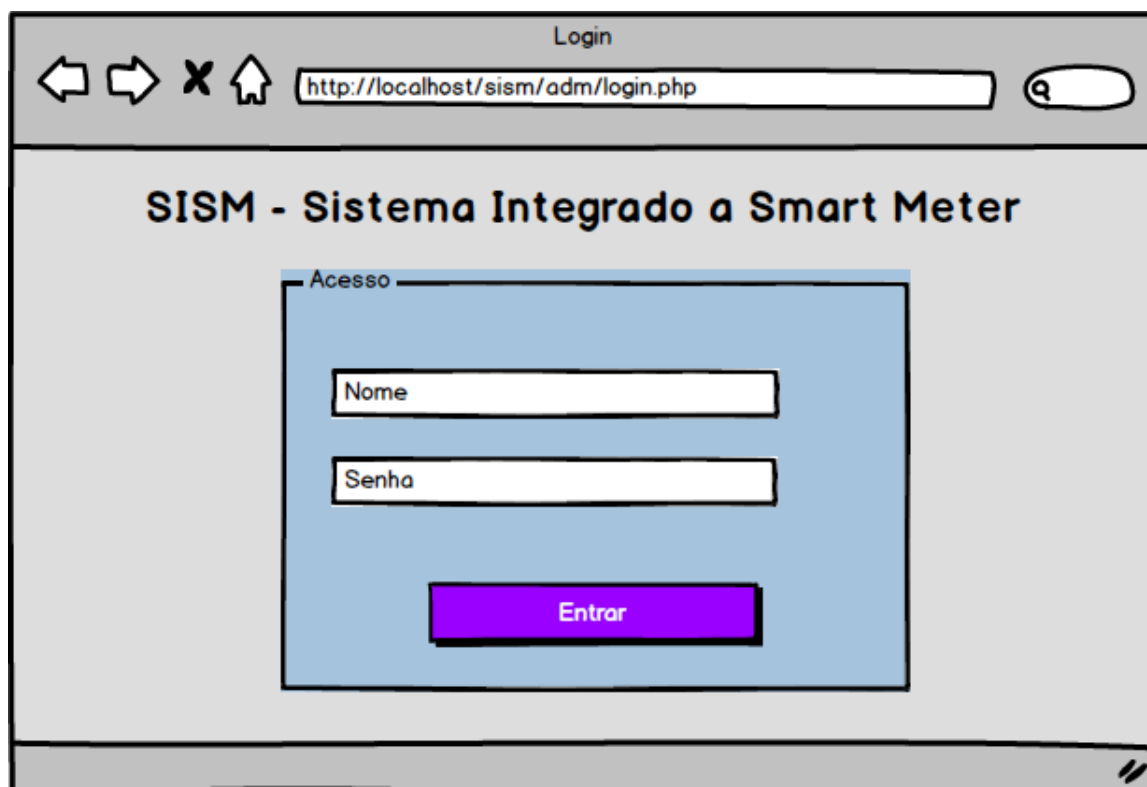 Login
http://localhost/sism/adm/login.php
SISM - Sistema Integrado a Smart Meter
Acesso
Nome
Senha
Entrar